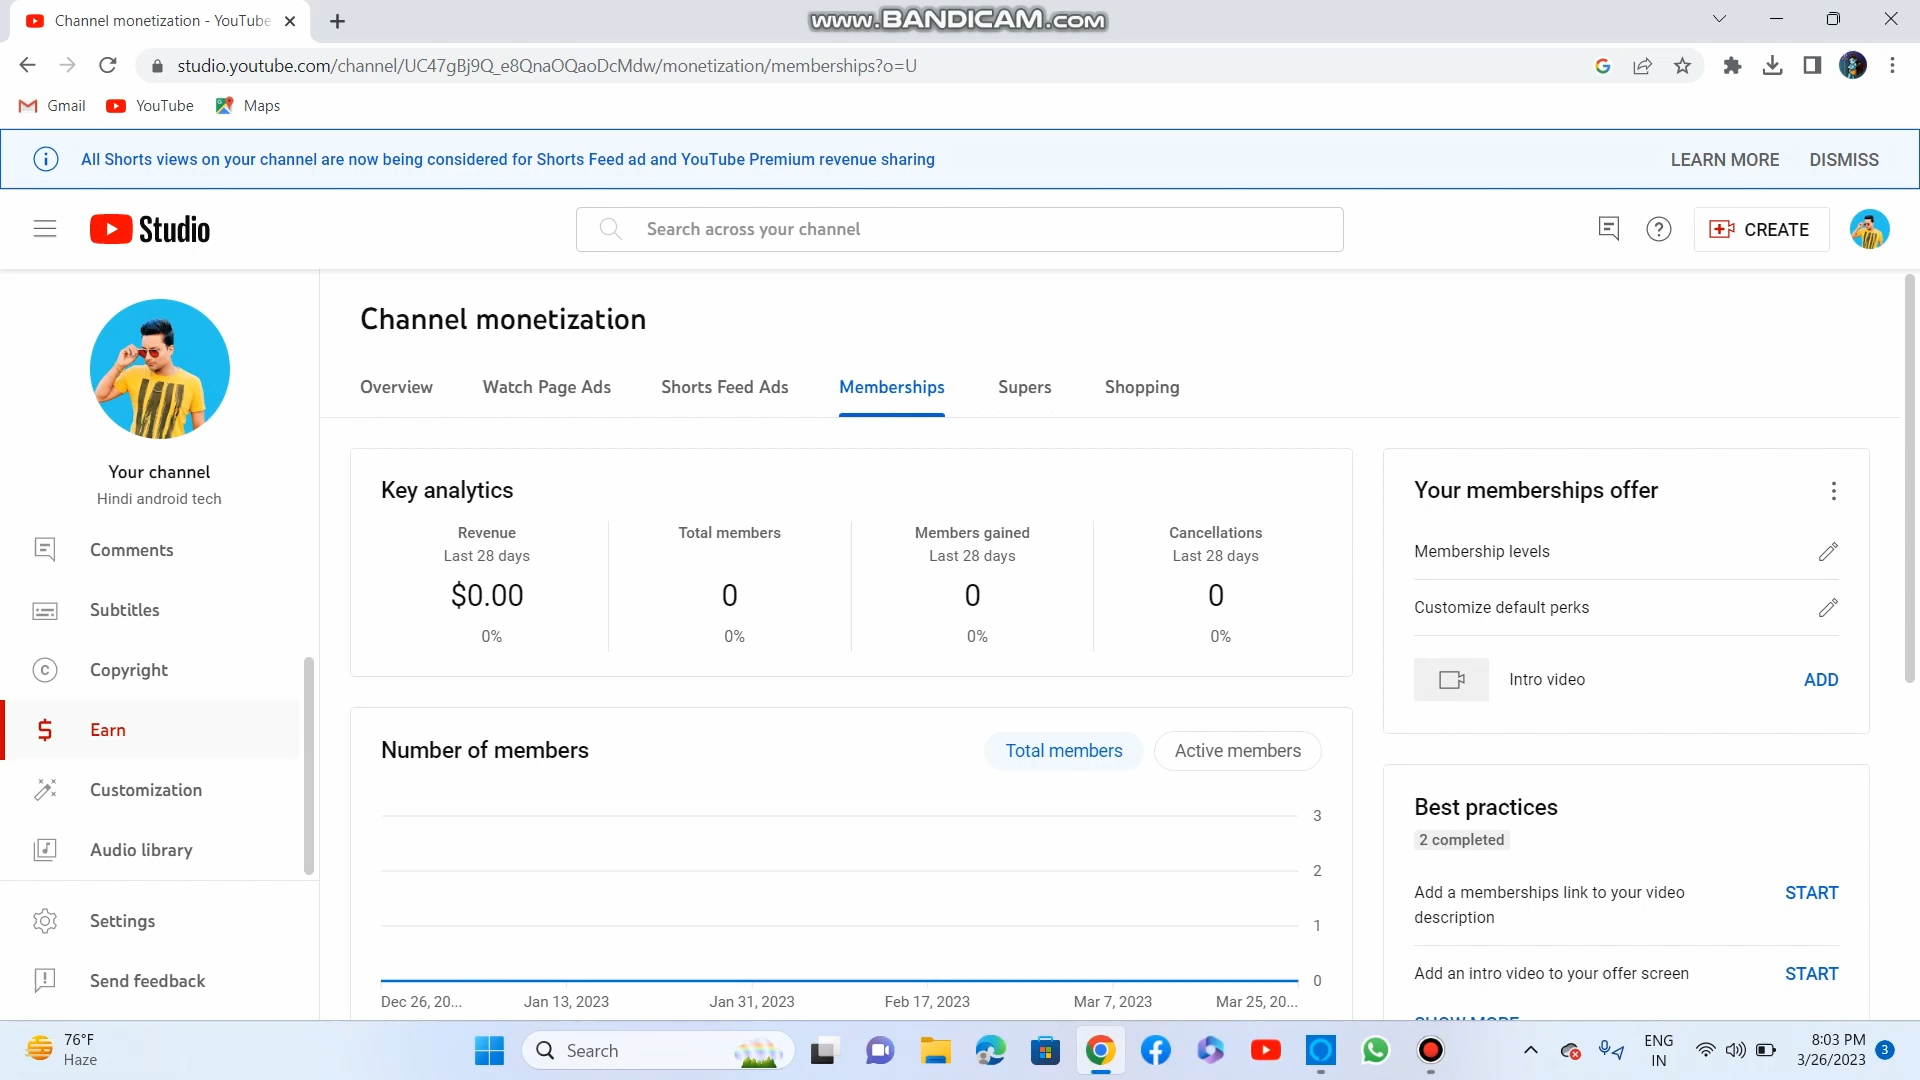 Channel monetization - YouTube
www.BANDICAM.com
studio.youtube.com/channel/UC47gBj9Q_e8QnaOQaoDcMdw/monetization/memberships?o=U
Gmail
YouTube
Maps
All Shorts views on your channel are now being considered for Shorts Feed ad and YouTube Premium revenue sharing
LEARN MORE
DISMISS
Studio
Search across your channel
CREATE
Your channel
Hindi android tech
Comments
Subtitles
Copyright
Earn
Customization
Audio library
Settings
Send feedback
Channel monetization
Overview
Watch Page Ads
Shorts Feed Ads
Memberships
Supers
Shopping
Key analytics
Revenue
Last 28 days
$0.00
0%
Total members
0
0%
Members gained
Last 28 days
0
0%
Cancellations
Last 28 days
0
0%
Number of members
Total members
Active members
3
2
1
0
Dec 26, 20...
Jan 13, 2023
Jan 31, 2023
Feb 17, 2023
Mar 7, 2023
Mar 25, 20...
Your memberships offer
Membership levels
Customize default perks
Intro video
ADD
Best practices
2 completed
Add a memberships link to your video
description
START
Add an intro video to your offer screen
START
SHOW MORE
76°F
Haze
Search
ENG
IN
8:03 PM
3/26/2023
3